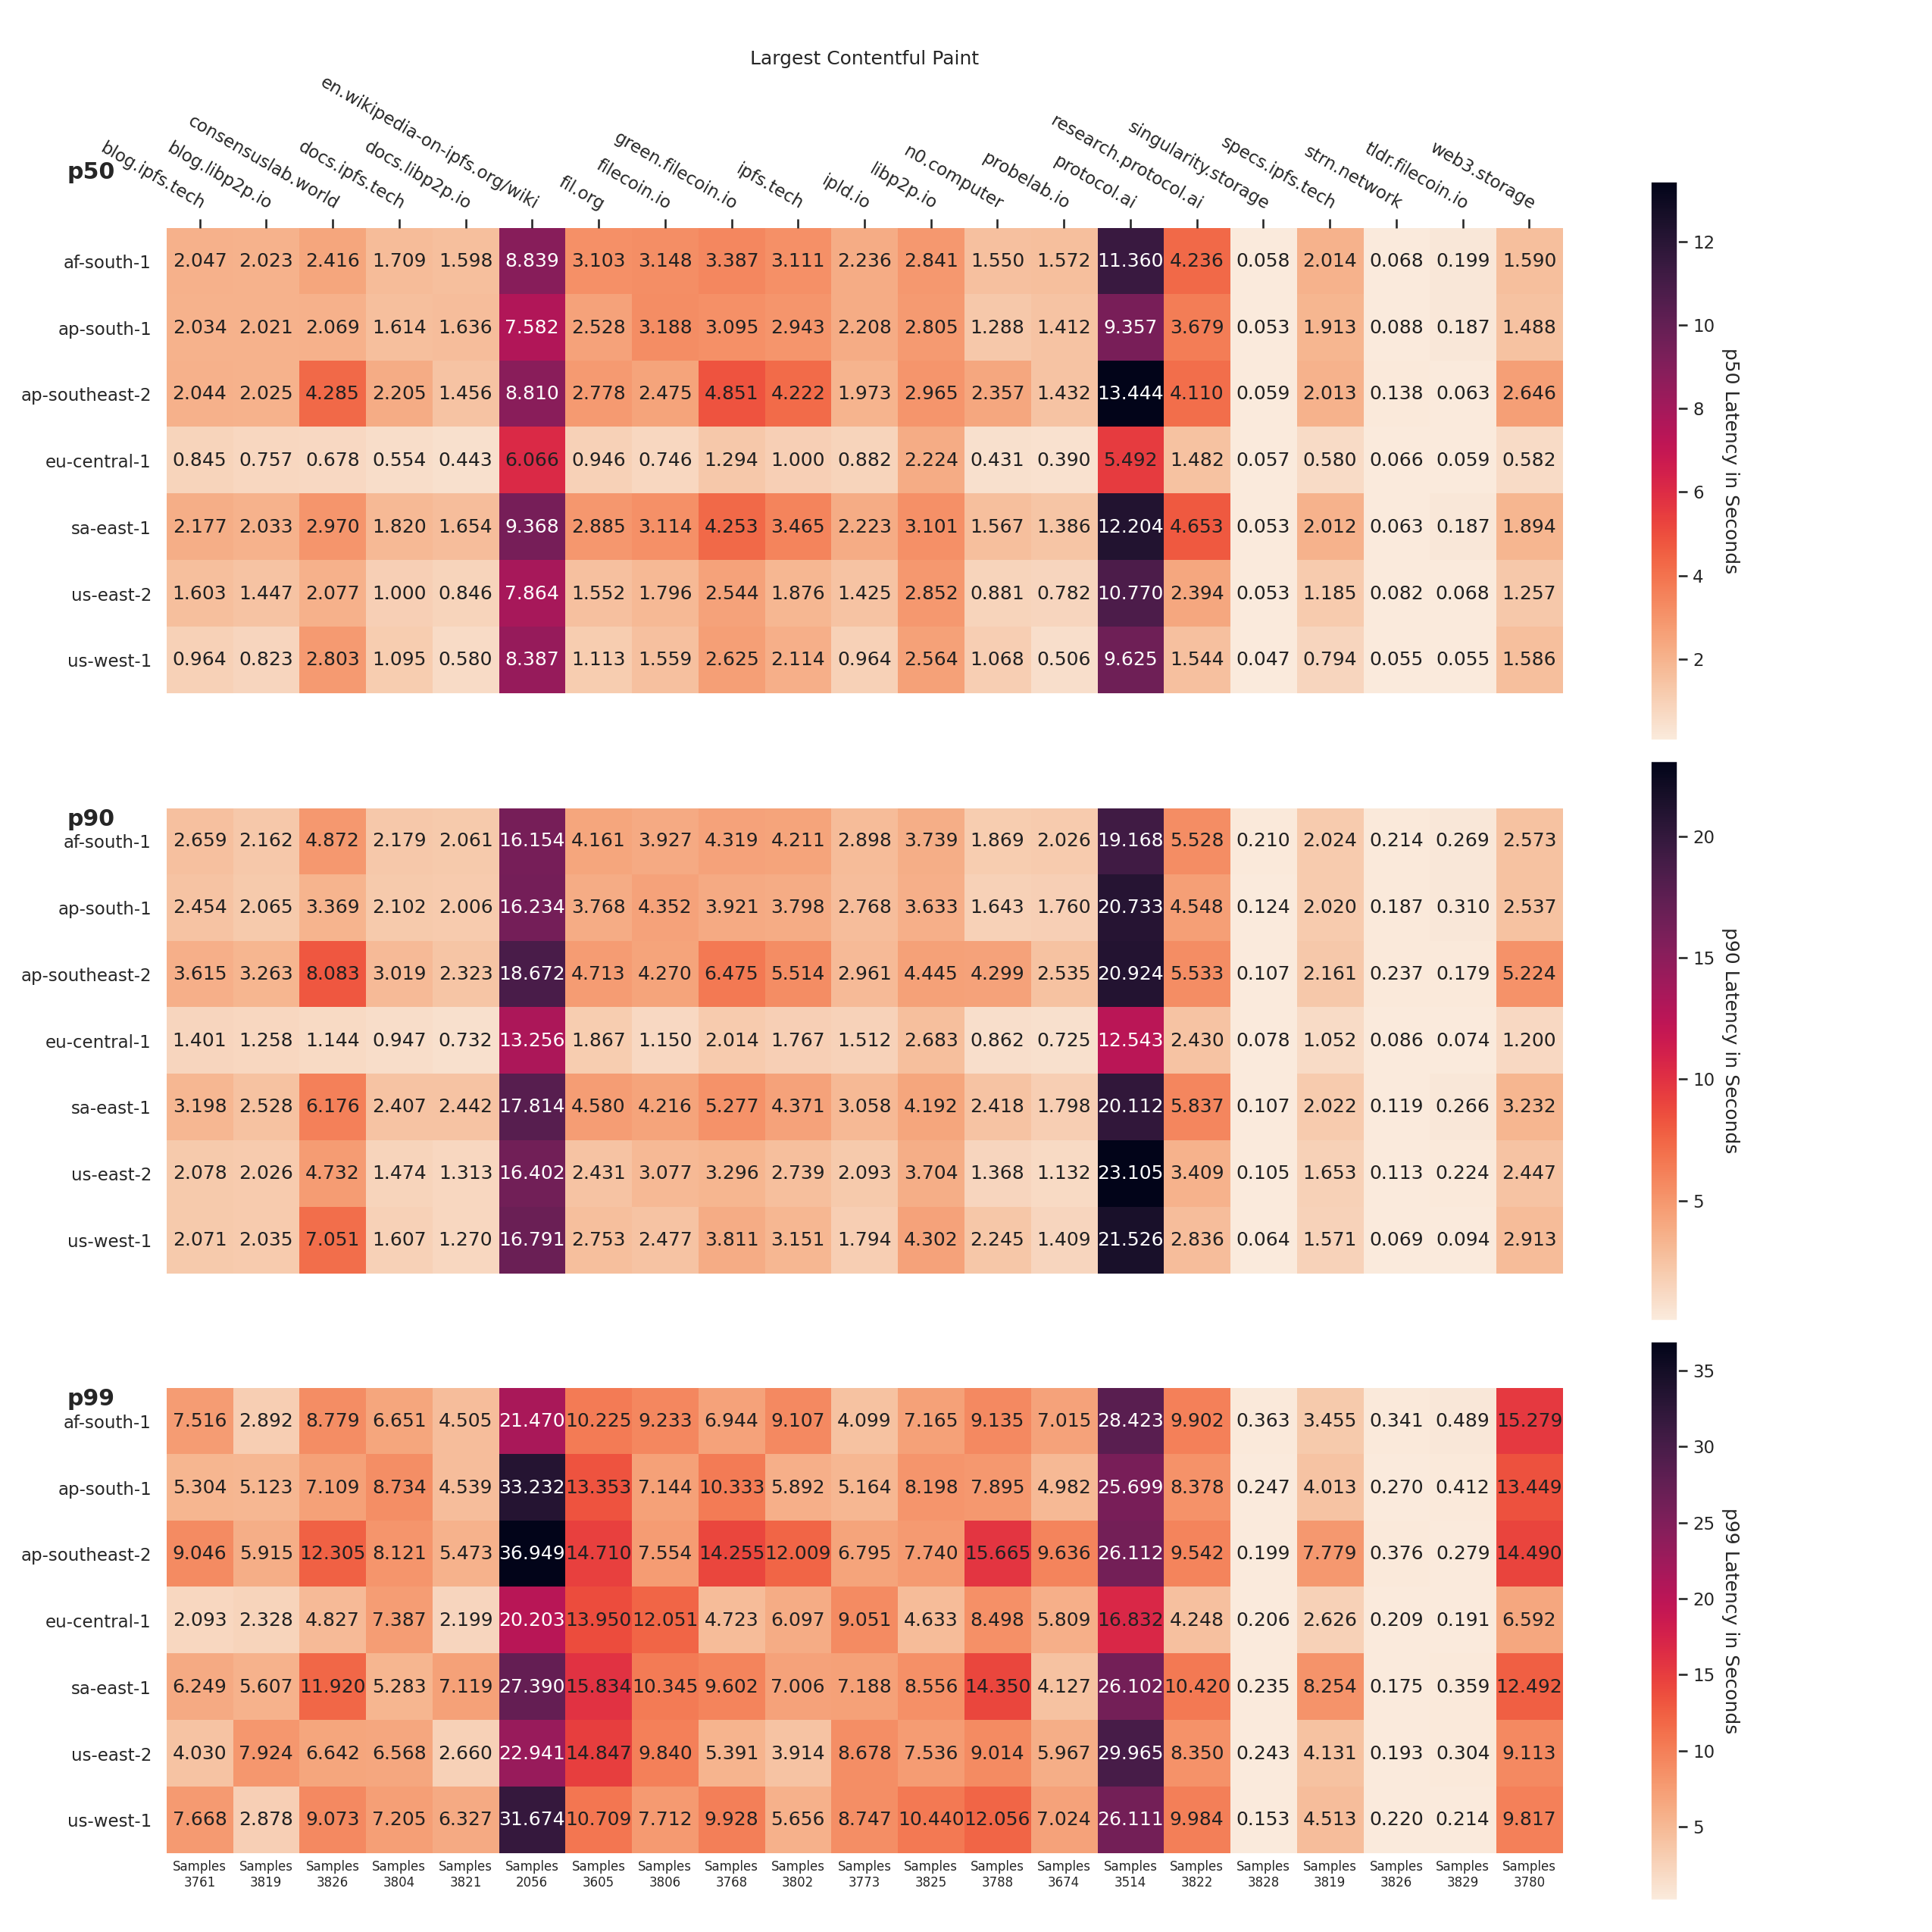 Largest Contentful Paint
p50
blog.ipfs.tech
blog.libp2p.io
consensuslab.world
docs.ipfs.tech
docs.libp2p.io
en.wikipedia-on-ipfs.org/wiki
fil.org
filecoin.io
green.filecoin.io
ipfs.tech
ipld.io
libp2p.io
n0.computer
probelab.io
protocol.ai
research.protocol.ai
singularity.storage
specs.ipfs.tech
strn.network
tldr.filecoin.io
web3.storage
af-south-1 2.047 2.023 2.416 1.709 1.598 8.839 3.103 3.148 3.387 3.111 2.236 2.841 1.550 1.572 11.360 4.236 0.058 2.014 0.068 0.199 1.590
ap-south-1 2.034 2.021 2.069 1.614 1.636 7.582 2.528 3.188 3.095 2.943 2.208 2.805 1.288 1.412 9.357 3.679 0.053 1.913 0.088 0.187 1.488
ap-southeast-2 2.044 2.025 4.285 2.205 1.456 8.810 2.778 2.475 4.851 4.222 1.973 2.965 2.357 1.432 13.444 4.110 0.059 2.013 0.138 0.063 2.646
eu-central-1 0.845 0.757 0.678 0.554 0.443 6.066 0.946 0.746 1.294 1.000 0.882 2.224 0.431 0.390 5.492 1.482 0.057 0.580 0.066 0.059 0.582
sa-east-1 2.177 2.033 2.970 1.820 1.654 9.368 2.885 3.114 4.253 3.465 2.223 3.101 1.567 1.386 12.204 4.653 0.053 2.012 0.063 0.187 1.894
us-east-2 1.603 1.447 2.077 1.000 0.846 7.864 1.552 1.796 2.544 1.876 1.425 2.852 0.881 0.782 10.770 2.394 0.053 1.185 0.082 0.068 1.257
us-west-1 0.964 0.823 2.803 1.095 0.580 8.387 1.113 1.559 2.625 2.114 0.964 2.564 1.068 0.506 9.625 1.544 0.047 0.794 0.055 0.055 1.586
12
10
8
6
4
2
p50 Latency in Seconds
p90
af-south-1 2.659 2.162 4.872 2.179 2.061 16.154 4.161 3.927 4.319 4.211 2.898 3.739 1.869 2.026 19.168 5.528 0.210 2.024 0.214 0.269 2.573
ap-south-1 2.454 2.065 3.369 2.102 2.006 16.234 3.768 4.352 3.921 3.798 2.768 3.633 1.643 1.760 20.733 4.548 0.124 2.020 0.187 0.310 2.537
ap-southeast-2 3.615 3.263 8.083 3.019 2.323 18.672 4.713 4.270 6.475 5.514 2.961 4.445 4.299 2.535 20.924 5.533 0.107 2.161 0.237 0.179 5.224
eu-central-1 1.401 1.258 1.144 0.947 0.732 13.256 1.867 1.150 2.014 1.767 1.512 2.683 0.862 0.725 12.543 2.430 0.078 1.052 0.086 0.074 1.200
sa-east-1 3.198 2.528 6.176 2.407 2.442 17.814 4.580 4.216 5.277 4.371 3.058 4.192 2.418 1.798 20.112 5.837 0.107 2.022 0.119 0.266 3.232
us-east-2 2.078 2.026 4.732 1.474 1.313 16.402 2.431 3.077 3.296 2.739 2.093 3.704 1.368 1.132 23.105 3.409 0.105 1.653 0.113 0.224 2.447
us-west-1 2.071 2.035 7.051 1.607 1.270 16.791 2.753 2.477 3.811 3.151 1.794 4.302 2.245 1.409 21.526 2.836 0.064 1.571 0.069 0.094 2.913
20
15
10
5
p90 Latency in Seconds
p99
af-south-1 7.516 2.892 8.779 6.651 4.505 21.470 10.225 9.233 6.944 9.107 4.099 7.165 9.135 7.015 28.423 9.902 0.363 3.455 0.341 0.489 15.279
ap-south-1 5.304 5.123 7.109 8.734 4.539 33.232 13.353 7.144 10.333 5.892 5.164 8.198 7.895 4.982 25.699 8.378 0.247 4.013 0.270 0.412 13.449
ap-southeast-2 9.046 5.915 12.305 8.121 5.473 36.949 14.710 7.554 14.255 12.009 6.795 7.740 15.665 9.636 26.112 9.542 0.199 7.779 0.376 0.279 14.490
eu-central-1 2.093 2.328 4.827 7.387 2.199 20.203 13.950 12.051 4.723 6.097 9.051 4.633 8.498 5.809 16.832 4.248 0.206 2.626 0.209 0.191 6.592
sa-east-1 6.249 5.607 11.920 5.283 7.119 27.390 15.834 10.345 9.602 7.006 7.188 8.556 14.350 4.127 26.102 10.420 0.235 8.254 0.175 0.359 12.492
us-east-2 4.030 7.924 6.642 6.568 2.660 22.941 14.847 9.840 5.391 3.914 8.678 7.536 9.014 5.967 29.965 8.350 0.243 4.131 0.193 0.304 9.113
us-west-1 7.668 2.878 9.073 7.205 6.327 31.674 10.709 7.712 9.928 5.656 8.747 10.440 12.056 7.024 26.111 9.984 0.153 4.513 0.220 0.214 9.817
Samples Samples Samples Samples Samples Samples Samples Samples Samples Samples Samples Samples Samples Samples Samples Samples Samples Samples Samples Samples Samples
3761 3819 3826 3804 3821 2056 3605 3806 3768 3802 3773 3825 3788 3674 3514 3822 3828 3819 3826 3829 3780
35
30
25
20
15
10
5
p99 Latency in Seconds